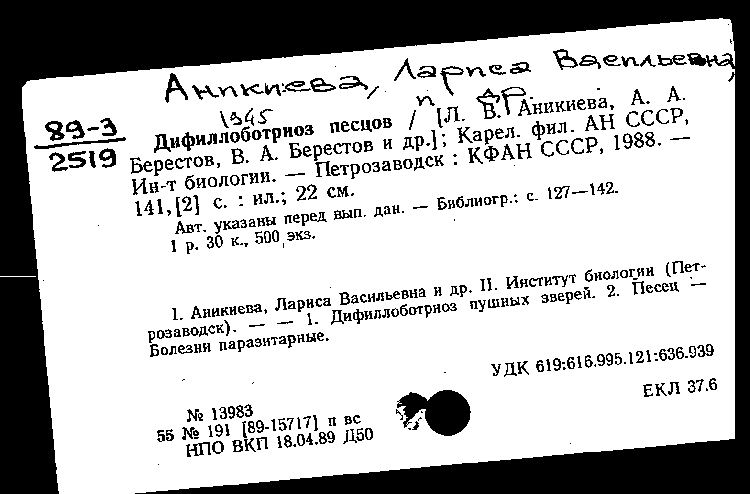 Аникиева, Лариса Васильевна,
1945 и др.
89-3
2519
Дифиллоботриоз песцов / [Л. В. Аникиева, А. А.
Берестов, В. А. Берестов и др.]; Карел. фил. АН СССР,
Ин-т биологии. — Петрозаводск : КФАН СССР, 1988. —
141,[2] с. : ил.; 22 см.
Авт. указаны перед вып. дан. — Библиогр.: с. 127—142.
1 р. 30 к., 500 экз.
I. Аникиева, Лариса Васильевна и др. II. Институт биологии (Пет-
розаводск). — — 1. Дифиллоботриоз пушных зверей. 2. Песец —
Болезни паразитарные.
УДК 619:616.995.121:636.939
ЕКЛ 37.6
№ 13983
55 № 191 [89-15717] п вс
НПО ВКП 18.04.89 Д50